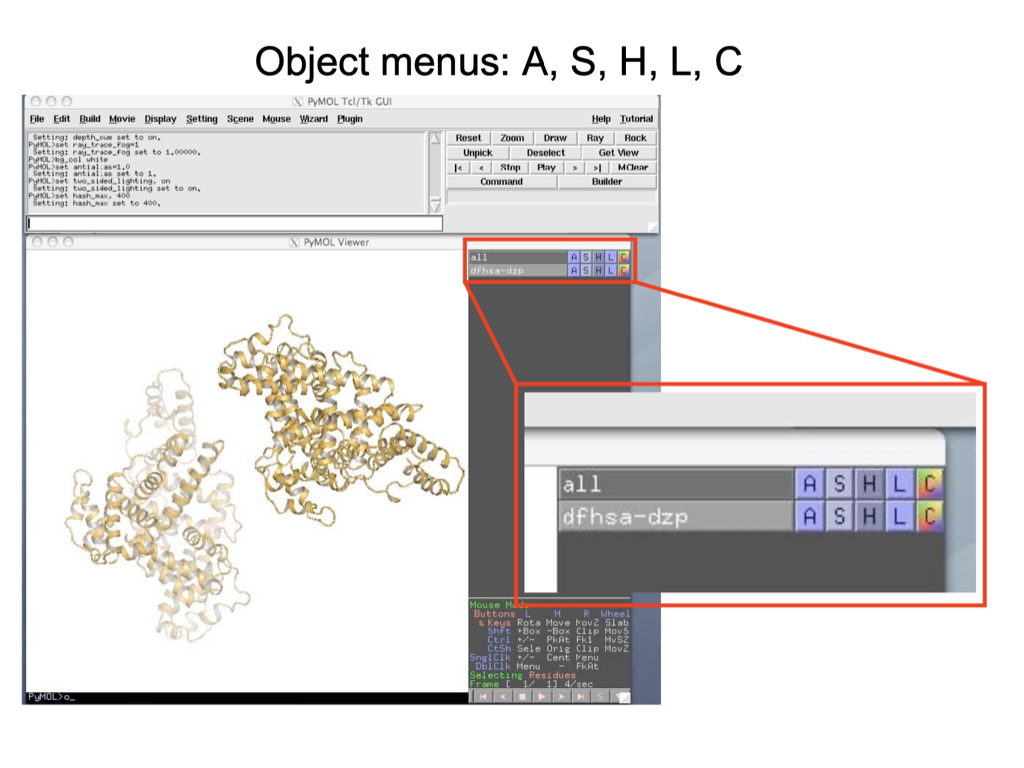 Object menus: A, S, H, L, C
PyMOL Tcl/Tk GUI
File Edit Build Movie Display Setting Scene Mouse Wizard Plugin Help Tutorial
Setting: depth_cue set to on.
PyMOL>set ray_trace_fog=1
Setting: ray_trace_fog set to 1.00000.
PyMOL>bg_col white
PyMOL>set antial:as=1.0
Setting: antial:as set to 1.
PyMOL>set two_sided_lighting, on
Setting: two_sided_lighting set to on.
PyMOL>set hash_max, 400
Setting: hash_max set to 400.
Reset Zoom Draw Ray Rock
Unpick Deselect Get View
|< < Stop Play > >| MClear
Command Builder
PyMOL Viewer
all A S H L C
dfhsa-dzp A S H L C
all A S H L C
dfhsa-dzp A S H L C
Mouse
Buttons L M R Wheel
& Keys Rota Move MovZ Slab
Shft +Box -Box Clip MovS
Ctrl +/- PkAt Pk1 MvSZ
CtSh Sele Orig Clip MovZ
SnglClk +/- Cent Menu
DblClk Menu - PkAt
Selecting Residues
Frame [ 1/ 1] 4/sec
S
PyMOL>o_